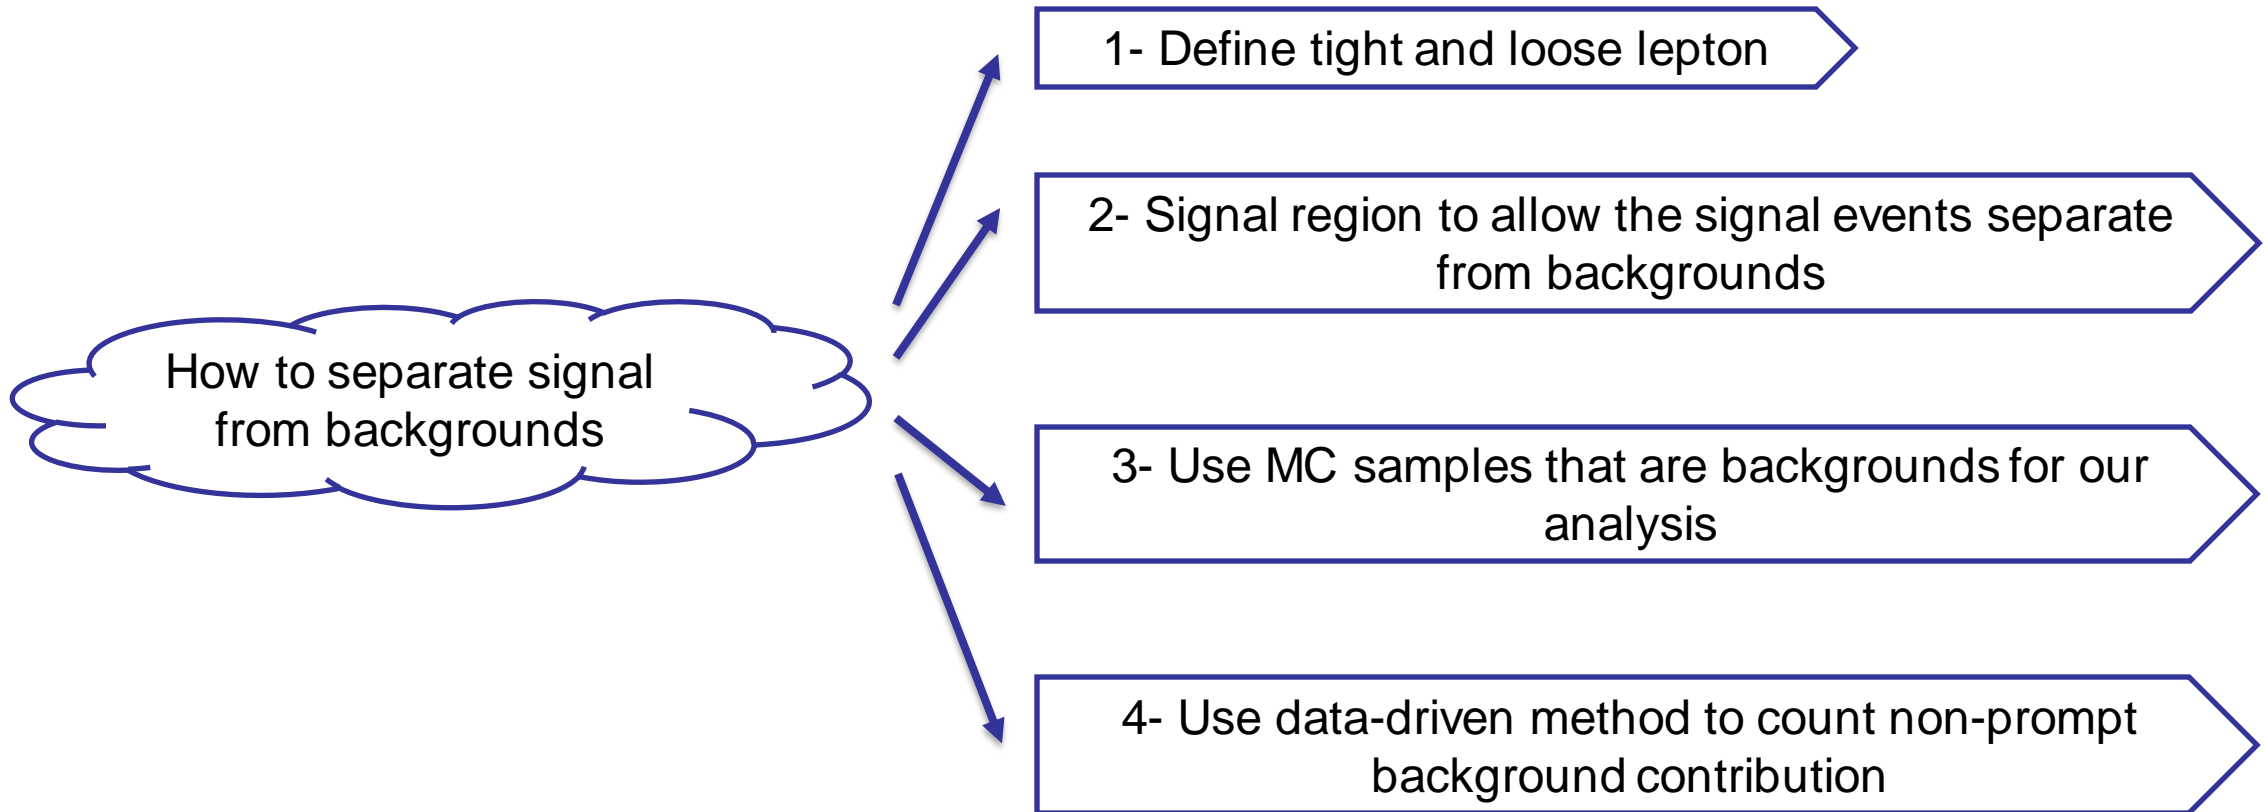 1- Define tight and loose lepton
2- Signal region to allow the signal events separate
from backgrounds
How to separate signal
from backgrounds
3- Use MC samples that are backgrounds for our
analysis
4- Use data-driven method to count non-prompt
background contribution